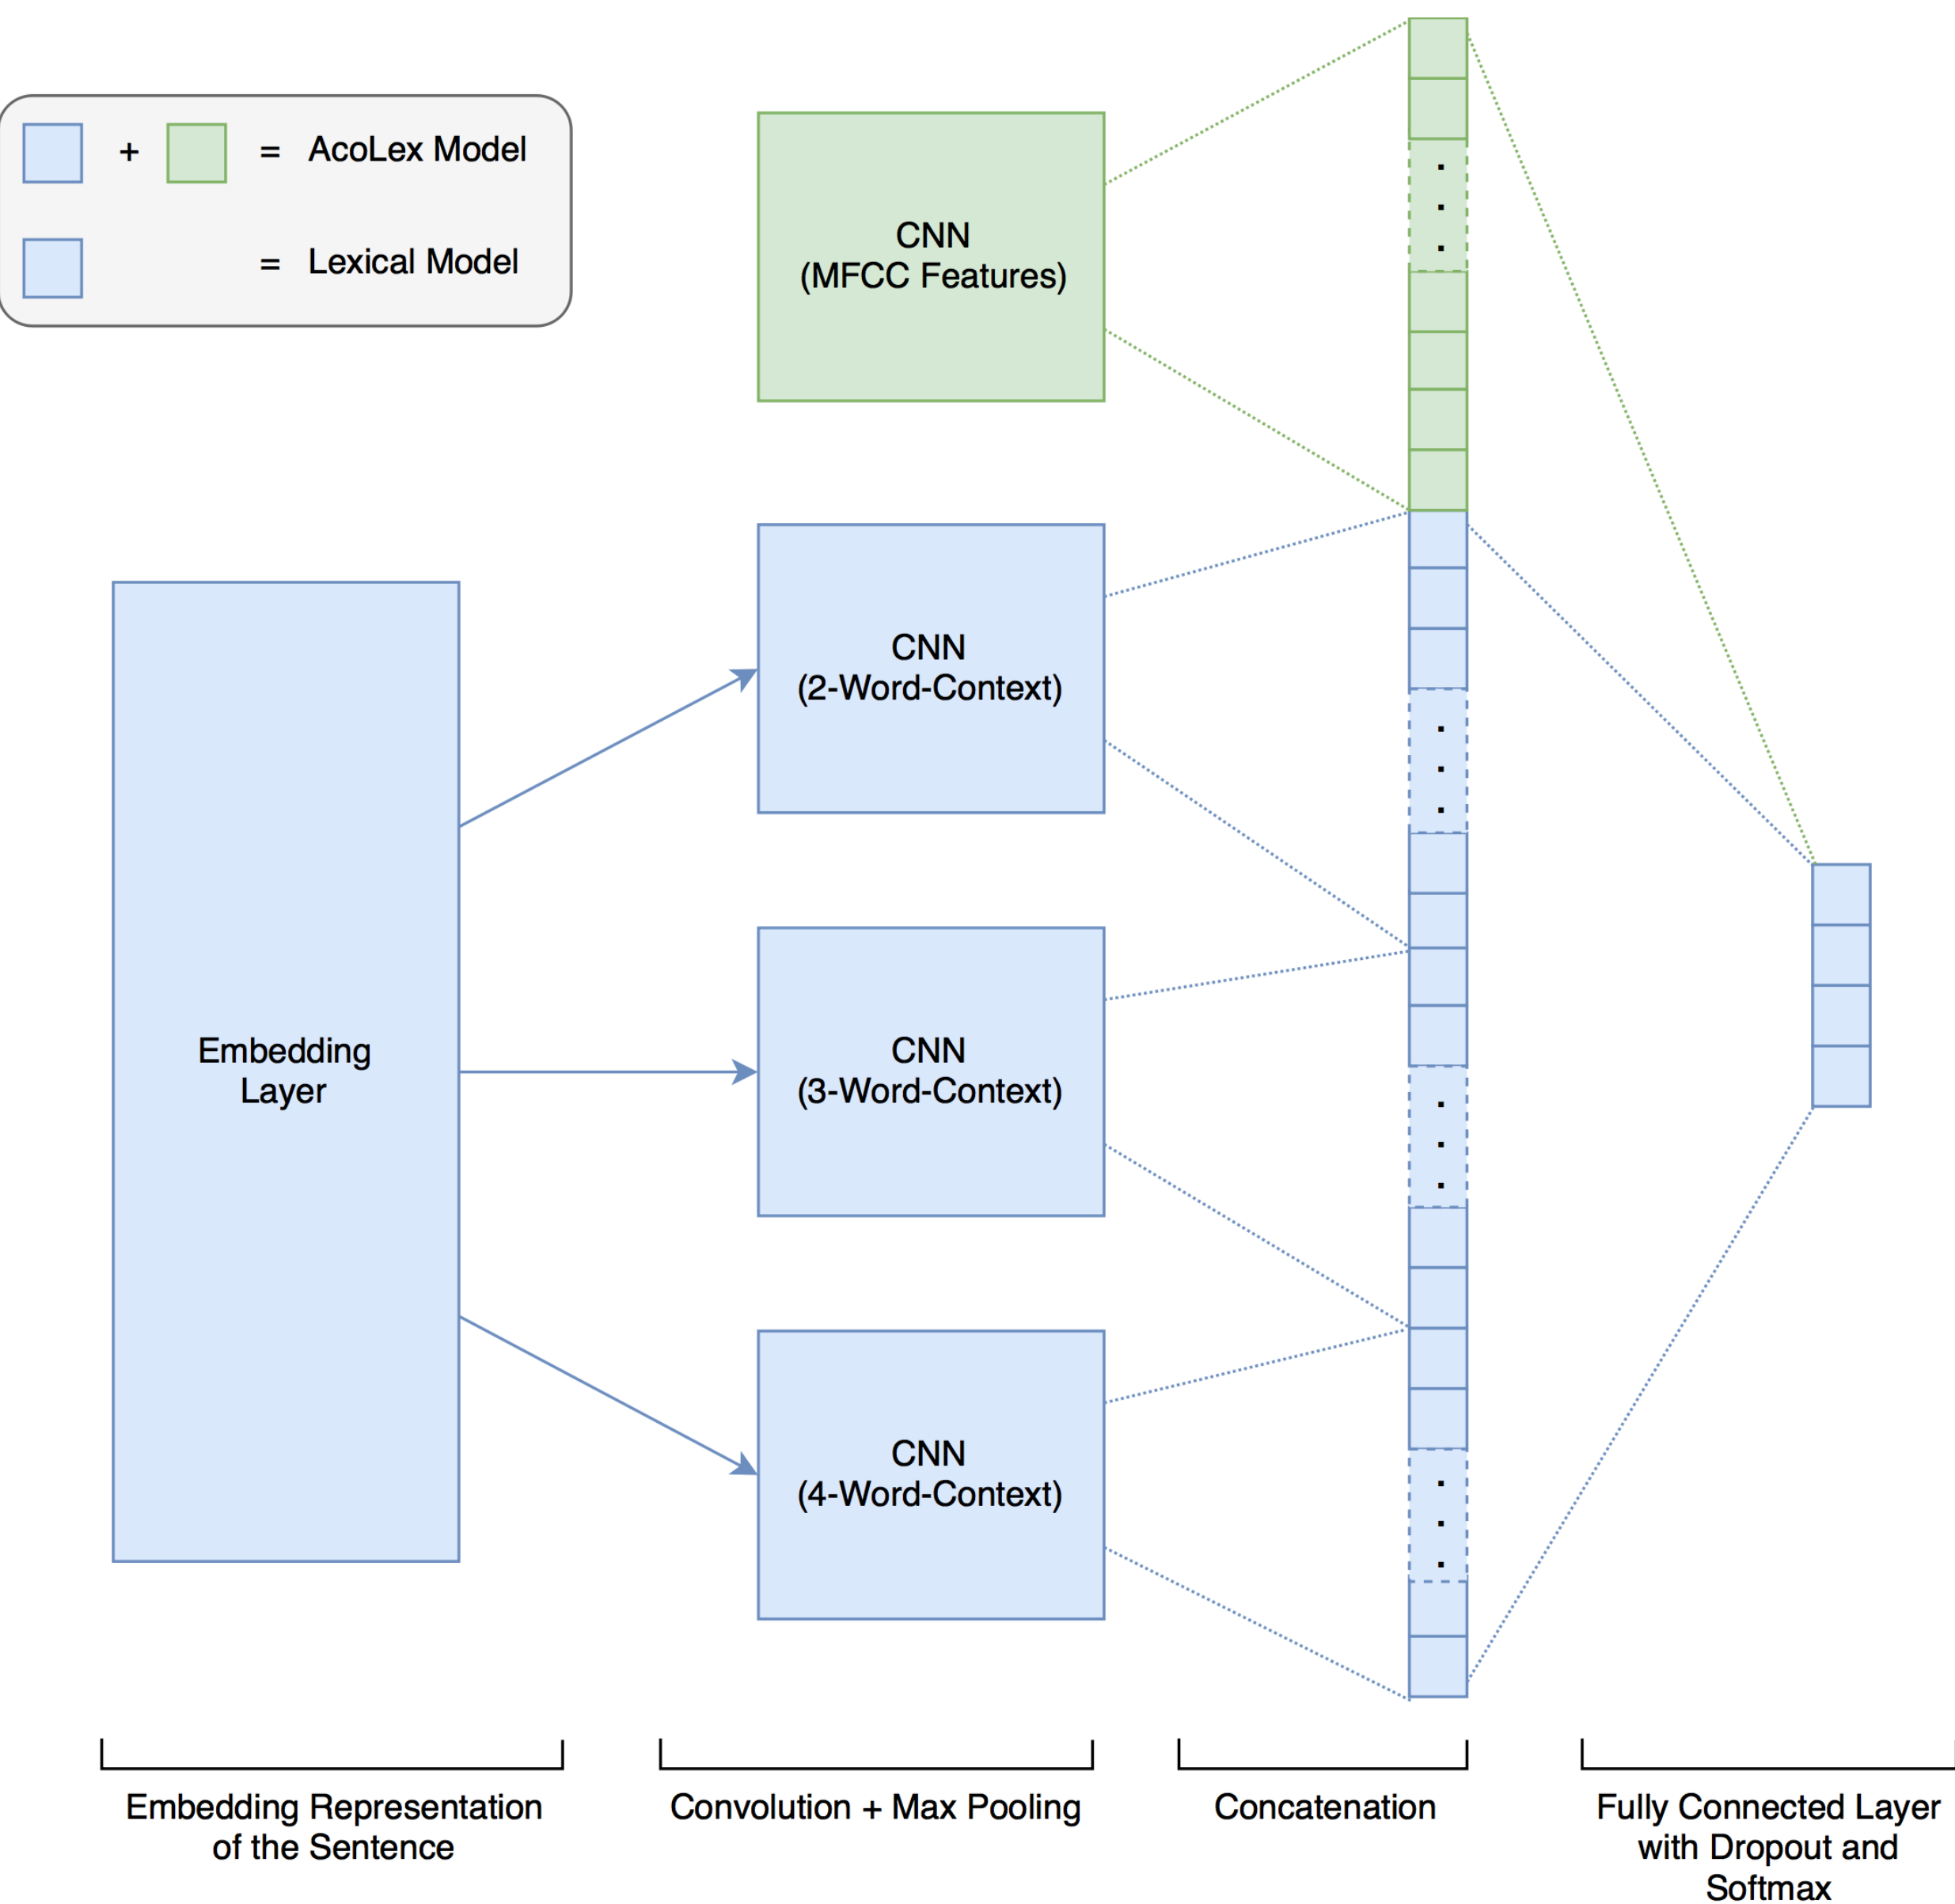 + = AcoLex Model
= Lexical Model
CNN
(MFCC Features)
CNN
(2-Word-Context)
Embedding
Layer
CNN
(3-Word-Context)
CNN
(4-Word-Context)
Embedding Representation
of the Sentence
Convolution + Max Pooling
Concatenation
Fully Connected Layer
with Dropout and
Softmax